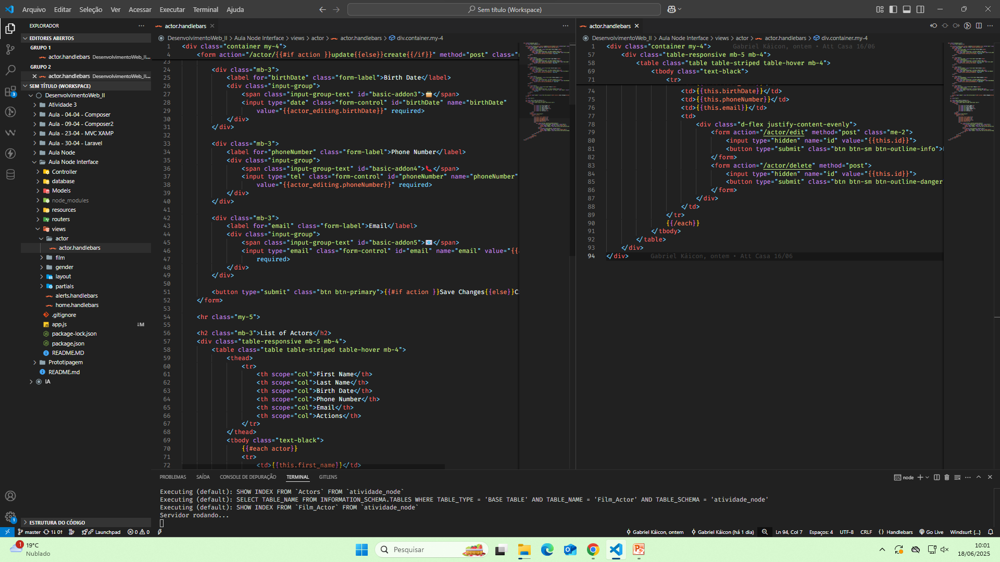 Arquivo Editar Seleção Ver Acessar Executar Terminal Ajuda
Sem título (Workspace)
EXPLORADOR
EDITORES ABERTOS
GRUPO 1
actor.handlebars DesenvolvimentoWeb_II...
GRUPO 2
actor.handlebars DesenvolvimentoWeb_II...
SEM TÍTULO (WORKSPACE)
DesenvolvimentoWeb_II
Atividade 3
Aula - 04-04 - Composer
Aula - 09-04 - Composer2
Aula - 23-04 - MVC XAMP
Aula - 30-04 - Laravel
Aula Node
Aula Node Interface
Controller
database
Models
node_modules
resources
routers
views
actor
actor.handlebars
film
gender
layout
partials
alerts.handlebars
home.handlebars
.gitignore
app.js ↓M
package-lock.json
package.json
README.MD
Prototipagem
README.md
IA
ESTRUTURA DO CÓDIGO
actor.handlebars
DesenvolvimentoWeb_II > Aula Node Interface > views > actor > actor.handlebars > div.container.my-4
1 <div class="container my-4">
4 <form action="/actor/{{#if action }}update{{else}}create{{/if}}" method="post" class="
23
24 <div class="mb-3">
25 <label for="birthDate" class="form-label">Birth Date</label>
26 <div class="input-group">
27 <span class="input-group-text" id="basic-addon3">🎂</span>
28 <input type="date" class="form-control" id="birthDate" name="birthDate"
29 value="{{actor_editing.birthDate}}" required>
30 </div>
31 </div>
32
33 <div class="mb-3">
34 <label for="phoneNumber" class="form-label">Phone Number</label>
35 <div class="input-group">
36 <span class="input-group-text" id="basic-addon4">📞</span>
37 <input type="tel" class="form-control" id="phoneNumber" name="phoneNumber"
38 value="{{actor_editing.phoneNumber}}" required>
39 </div>
40 </div>
41
42 <div class="mb-3">
43 <label for="email" class="form-label">Email</label>
44 <div class="input-group">
45 <span class="input-group-text" id="basic-addon5">📧</span>
46 <input type="email" class="form-control" id="email" name="email" value="{{
47 required>
48 </div>
49 </div>
50
51 <button type="submit" class="btn btn-primary">{{#if action }}Save Changes{{else}}C
52 </form>
53
54 <hr class="my-5">
55
56 <h2 class="mb-3">List of Actors</h2>
57 <div class="table-responsive mb-5 mb-4">
58 <table class="table table-striped table-hover mb-4">
59 <thead>
60 <tr>
61 <th scope="col">First Name</th>
62 <th scope="col">Last Name</th>
63 <th scope="col">Birth Date</th>
64 <th scope="col">Phone Number</th>
65 <th scope="col">Email</th>
66 <th scope="col">Actions</th>
67 </tr>
68 </thead>
69 <tbody class="text-black">
70 {{#each actor}}
71 <tr>
72 <td>{{this.first_name}}</td>
actor.handlebars
DesenvolvimentoWeb_II > Aula Node Interface > views > actor > actor.handlebars > div.container.my-4
1 <div class="container my-4"> Gabriel Káicon, ontem • Att Casa 16/06
57 <div class="table-responsive mb-5 mb-4">
58 <table class="table table-striped table-hover mb-4">
69 <tbody class="text-black">
71 <tr>
74 <td>{{this.birthDate}}</td>
75 <td>{{this.phoneNumber}}</td>
76 <td>{{this.email}}</td>
77 <td>
78 <div class="d-flex justify-content-evenly">
79 <form action="/actor/edit" method="post" class="me-2">
80 <input type="hidden" name="id" value="{{this.id}}">
81 <button type="submit" class="btn btn-sm btn-outline-info">
82 </form>
83 <form action="/actor/delete" method="post">
84 <input type="hidden" name="id" value="{{this.id}}">
85 <button type="submit" class="btn btn-sm btn-outline-danger
86 </form>
87 </div>
88 </td>
89 </tr>
90 {{/each}}
91 </tbody>
92 </table>
93 </div>
94 </div> Gabriel Káicon, ontem • Att Casa 16/06
PROBLEMAS SAÍDA CONSOLE DE DEPURAÇÃO TERMINAL GITLENS
node
Executing (default): SHOW INDEX FROM `Actors` FROM `atividade_node`
Executing (default): SELECT TABLE_NAME FROM INFORMATION_SCHEMA.TABLES WHERE TABLE_TYPE = 'BASE TABLE' AND TABLE_NAME = 'Film_Actor' AND TABLE_SCHEMA = 'atividade_node'
Executing (default): SHOW INDEX FROM `Film_Actor` FROM `atividade_node`
Servidor rodando...
master 1↓ 0↑ Launchpad 0 0 Gabriel Káicon, ontem Gabriel Káicon (há 1 dia) Ln 94, Col 7 Espaços: 4 UTF-8 CRLF {} Handlebars Go Live Windsurf: {...}
1 19°C
Nublado
Pesquisar
10:01
18/06/2025